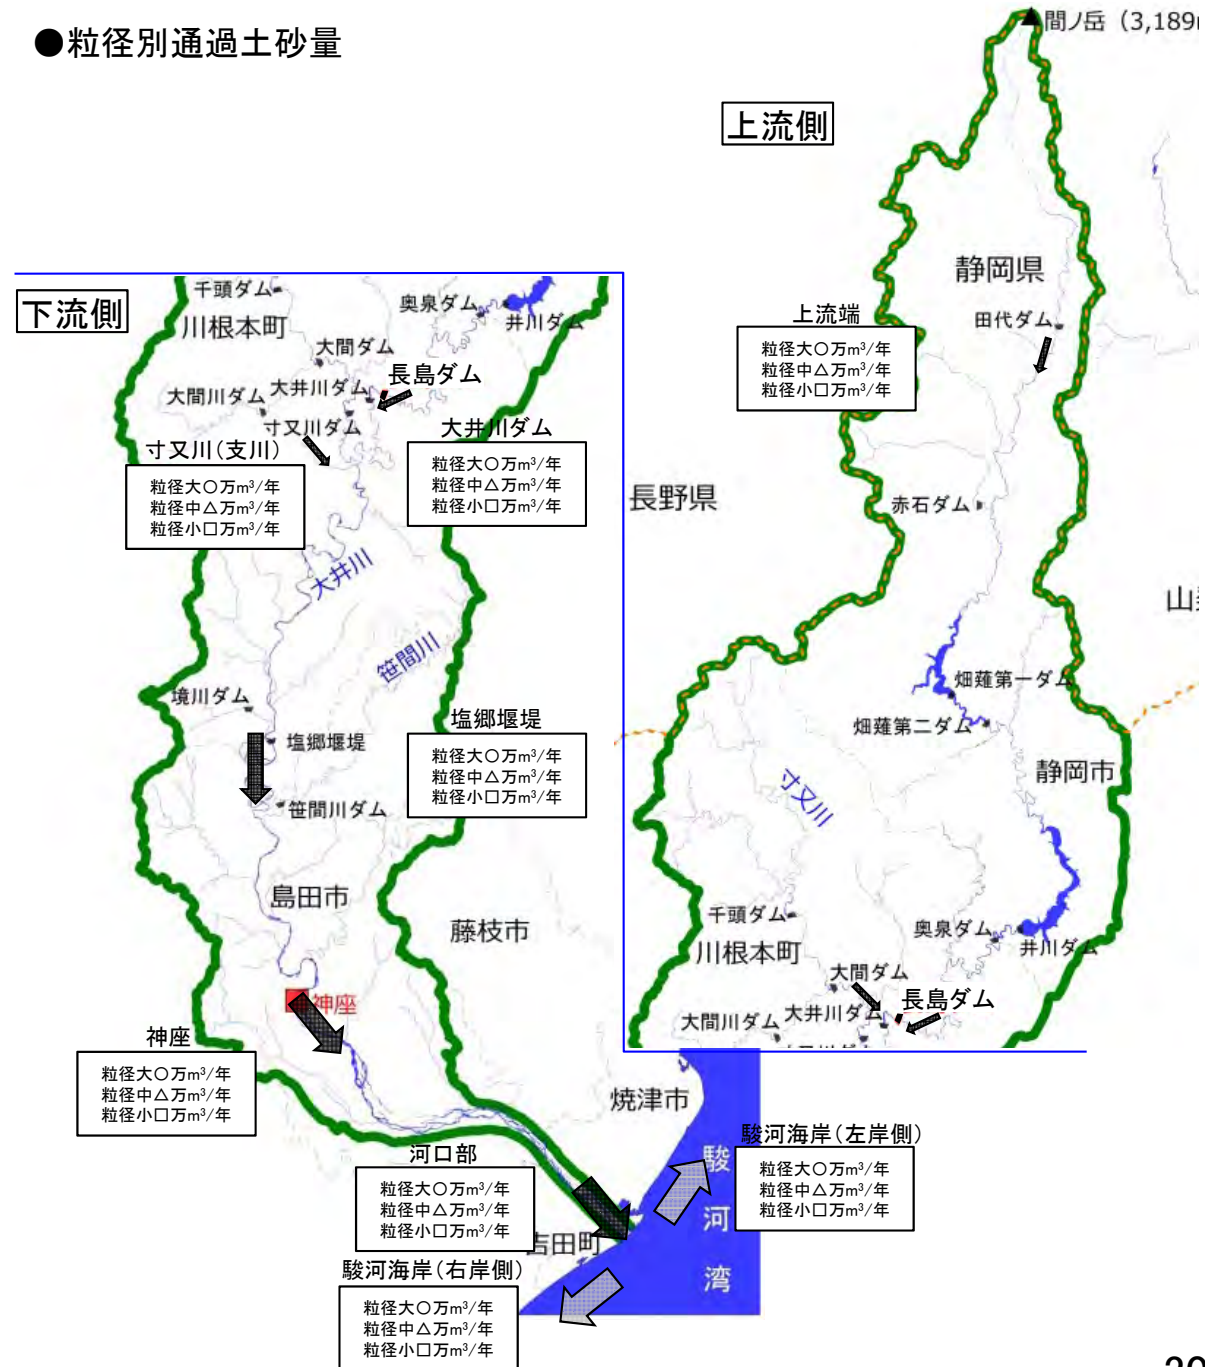 ●粒径別通過土砂量
間ノ岳（3,189
上流側
静岡県
田代ダム
上流端
粒径大〇万m³/年
粒径中△万m³/年
粒径小□万m³/年
長野県
赤石ダム
畑薙第一ダム
畑薙第二ダム
静岡市
寸又川
千頭ダム
川根本町
奥泉ダム
井川ダム
大間ダム
長島ダム
大井川ダム
大間川ダム
下流側
千頭ダム
川根本町
奥泉ダム
井川ダム
大間ダム
長島ダム
大井川ダム
大間川ダム
寸又川ダム
寸又川（支川）
粒径大〇万m³/年
粒径中△万m³/年
粒径小□万m³/年
大井川ダム
粒径大〇万m³/年
粒径中△万m³/年
粒径小□万m³/年
大井川
笹間川
境川ダム
塩郷堰堤
塩郷堰堤
粒径大〇万m³/年
粒径中△万m³/年
粒径小□万m³/年
笹間川ダム
島田市
藤枝市
神座
神座
粒径大〇万m³/年
粒径中△万m³/年
粒径小□万m³/年
焼津市
河口部
粒径大〇万m³/年
粒径中△万m³/年
粒径小□万m³/年
吉田町
駿河湾
駿河海岸（左岸側）
粒径大〇万m³/年
粒径中△万m³/年
粒径小□万m³/年
駿河海岸（右岸側）
粒径大〇万m³/年
粒径中△万m³/年
粒径小□万m³/年